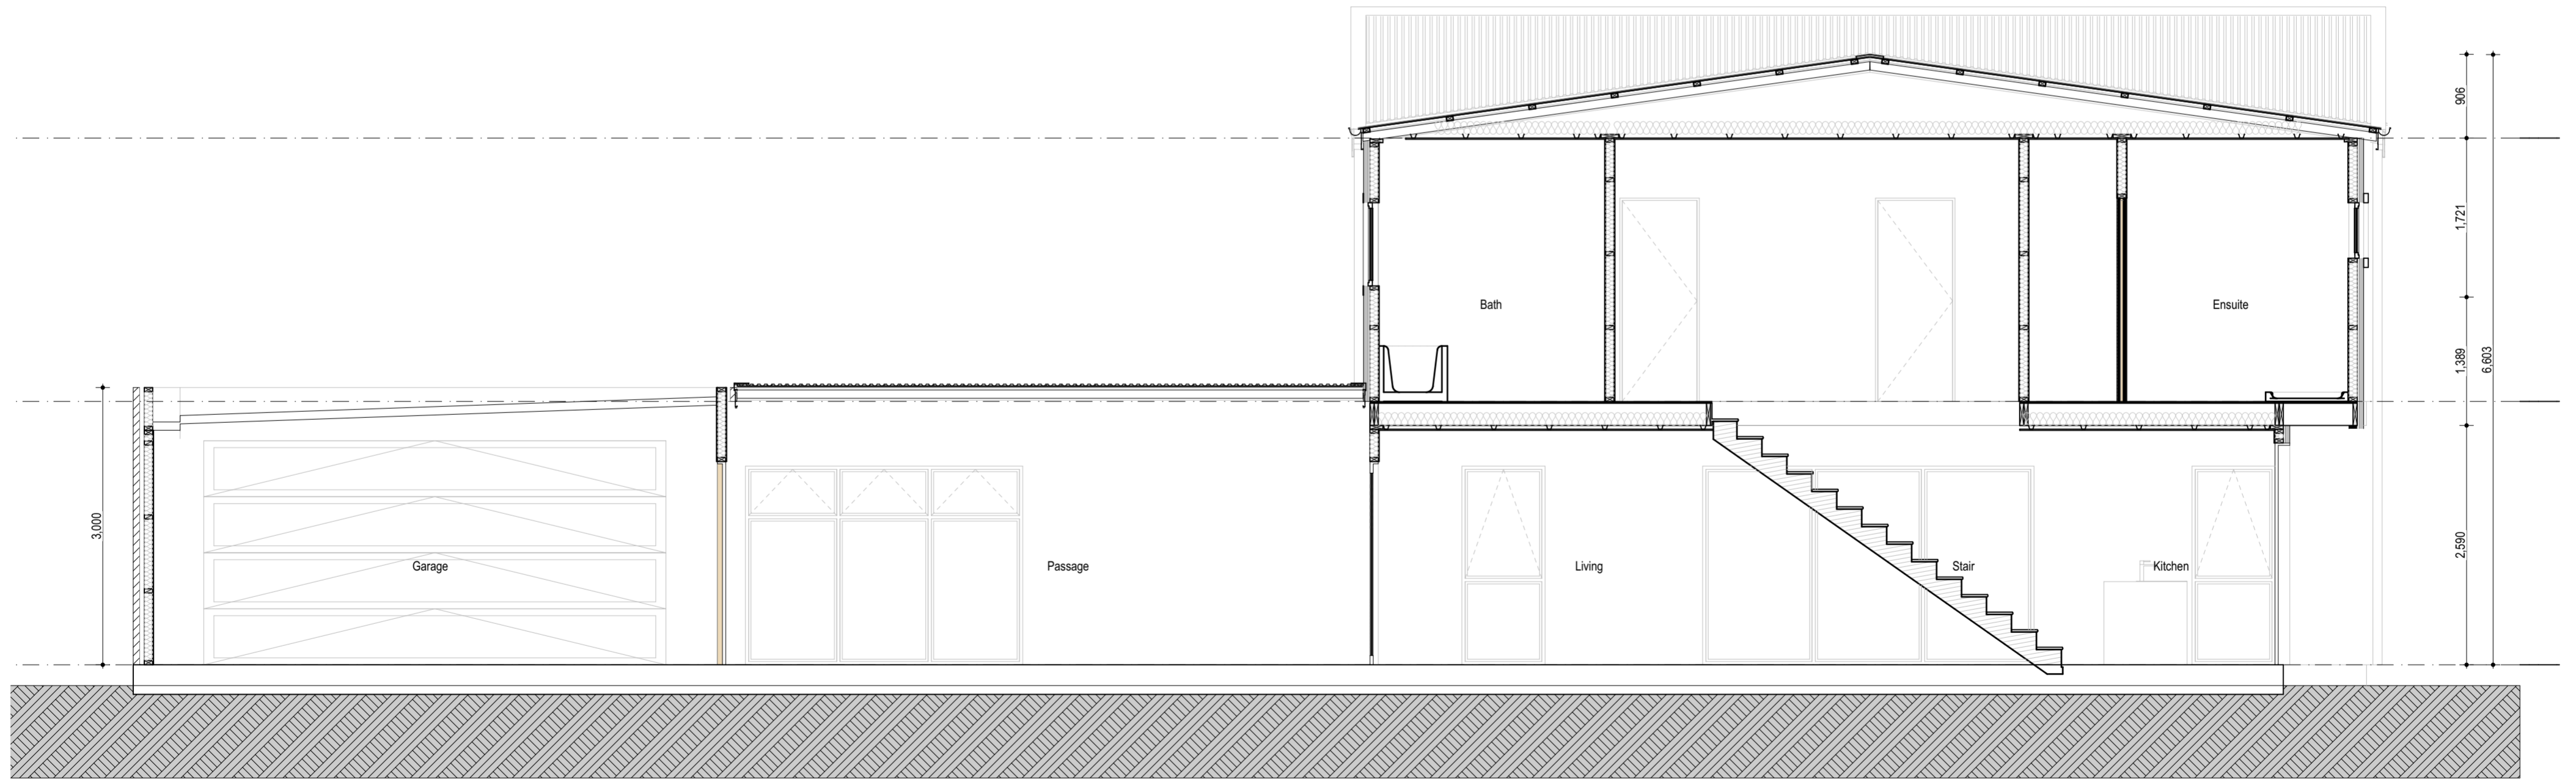 906
1,721
Bath
Ensuite
1,389
6,603
3,000
2,590
Garage
Passage
Living
Stair
Kitchen